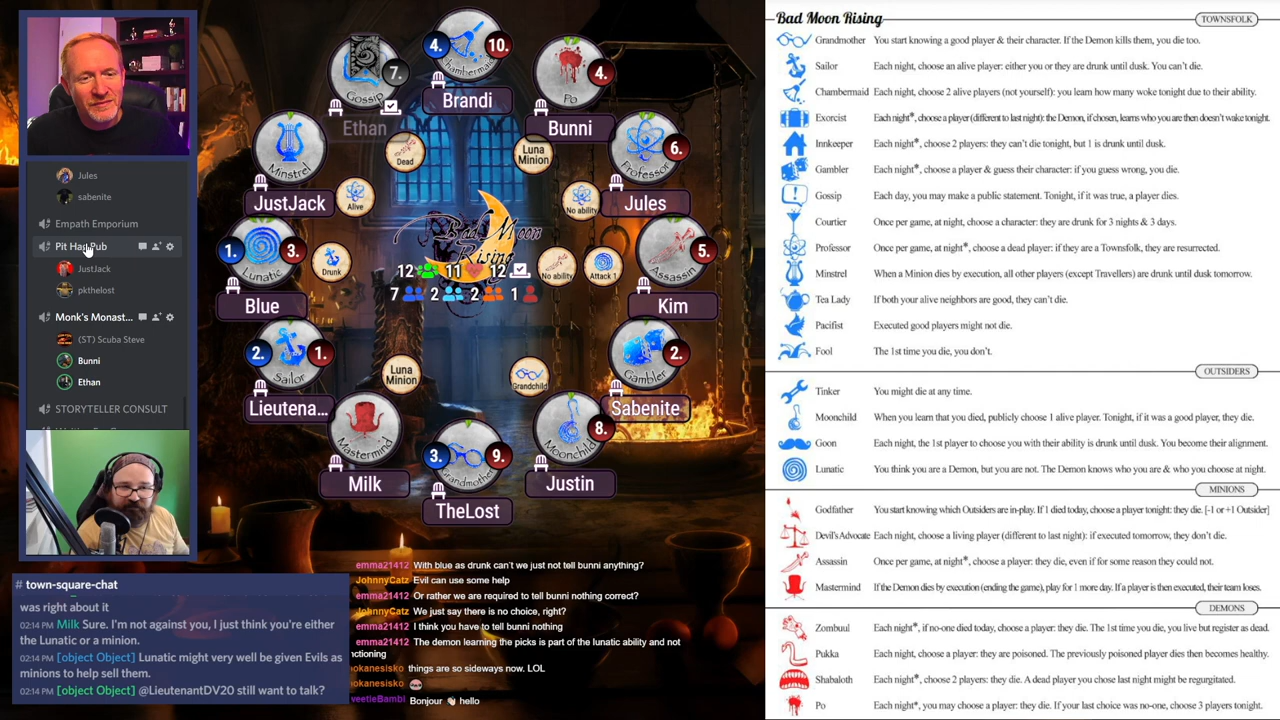 Jules
sabenite
Empath Emporium
JustJack
pkthelost
Monk's Monast...
(ST) Scuba Steve
Bunni
Ethan
STORYTELLER CONSULT
# town-square-chat
was right about it
02:14 PM Milk Sure. I'm not against you, I just think you're either
the Lunatic or a minion.
02:14 PM [object Object] Lunatic might very well be given Evils as
minions to help sell them.
02:14 PM [object Object] @LieutenantDV20 still want to talk?
Gossip
7.
Ethan
4.
Chambermaid
10.
Brandi
Po
4.
Bunni
Minstrel
JustJack
Dead
Luna
Minion
Professor
6.
Jules
Alive
No ability
1.
Lunatic
3.
Blue
Drunk
Bad Moon
Rising
12 11 12
7 2 2 1
No ability
Attack 1
Assassin
5.
Kim
2.
Sailor
1.
Lieutena...
Luna
Minion
Grandchild
Gambler
2.
Sabenite
Mastermind
Milk
3.
Grandmother
9.
TheLost
Moonchild
8.
Justin
emma21412 With blue as drunk can't we just not tell bunni anything?
JohnnyCatz Evil can use some help
emma21412 Or rather we are required to tell bunni nothing correct?
JohnnyCatz We just say there is no choice, right?
emma21412 I think you have to tell bunni nothing
emma21412 The demon learning the picks is part of the lunatic ability and not
nctioning
okanesisko things are so sideways now. LOL
okanesisko
weetieBambi Bonjour hello
Bad Moon Rising
TOWNSFOLK
Grandmother You start knowing a good player & their character. If the Demon kills them, you die too.
Sailor Each night, choose an alive player: either you or they are drunk until dusk. You can't die.
Chambermaid Each night, choose 2 alive players (not yourself): you learn how many woke tonight due to their ability.
Exorcist Each night*, choose a player (different to last night): the Demon, if chosen, learns who you are then doesn't wake tonight.
Innkeeper Each night*, choose 2 players: they can't die tonight, but 1 is drunk until dusk.
Gambler Each night*, choose a player & guess their character: if you guess wrong, you die.
Gossip Each day, you may make a public statement. Tonight, if it was true, a player dies.
Courtier Once per game, at night, choose a character: they are drunk for 3 nights & 3 days.
Professor Once per game, at night*, choose a dead player: if they are a Townsfolk, they are resurrected.
Minstrel When a Minion dies by execution, all other players (except Travellers) are drunk until dusk tomorrow.
Tea Lady If both your alive neighbors are good, they can't die.
Pacifist Executed good players might not die.
Fool The 1st time you die, you don't.
OUTSIDERS
Tinker You might die at any time.
Moonchild When you learn that you died, publicly choose 1 alive player. Tonight, if it was a good player, they die.
Goon Each night, the 1st player to choose you with their ability is drunk until dusk. You become their alignment.
Lunatic You think you are a Demon, but you are not. The Demon knows who you are & who you choose at night.
MINIONS
Godfather You start knowing which Outsiders are in-play. If 1 died today, choose a player tonight: they die. [-1 or +1 Outsider]
Devil's Advocate Each night, choose a living player (different to last night): if executed tomorrow, they don't die.
Assassin Once per game, at night*, choose a player: they die, even if for some reason they could not.
Mastermind If the Demon dies by execution (ending the game), play for 1 more day. If a player is then executed, their team loses.
DEMONS
Zombuul Each night*, if no-one died today, choose a player: they die. The 1st time you die, you live but register as dead.
Pukka Each night, choose a player: they are poisoned. The previously poisoned player dies then becomes healthy.
Shabaloth Each night*, choose 2 players: they die. A dead player you chose last night might be regurgitated.
Po Each night*, you may choose a player: they die. If your last choice was no-one, choose 3 players tonight.